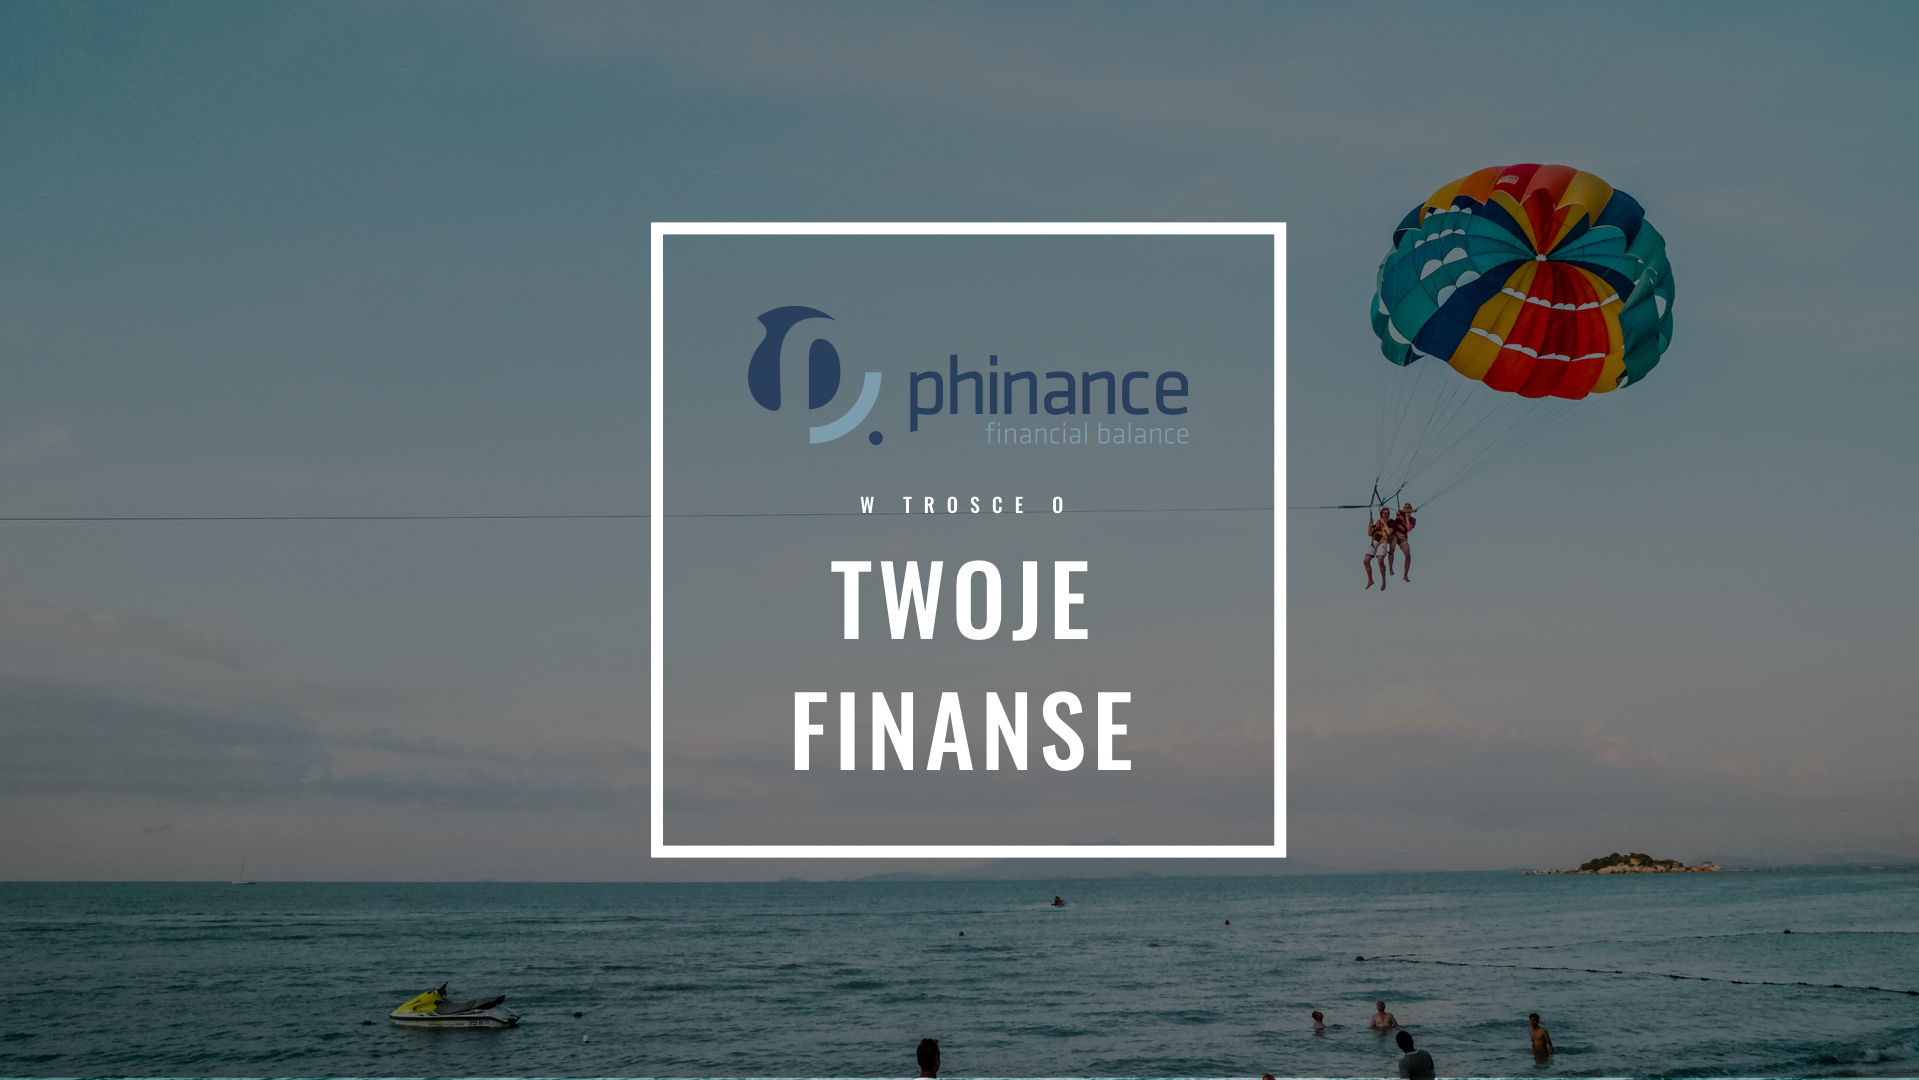 phinance
financial balance
W TROSCE O
TWOJE
FINANSE